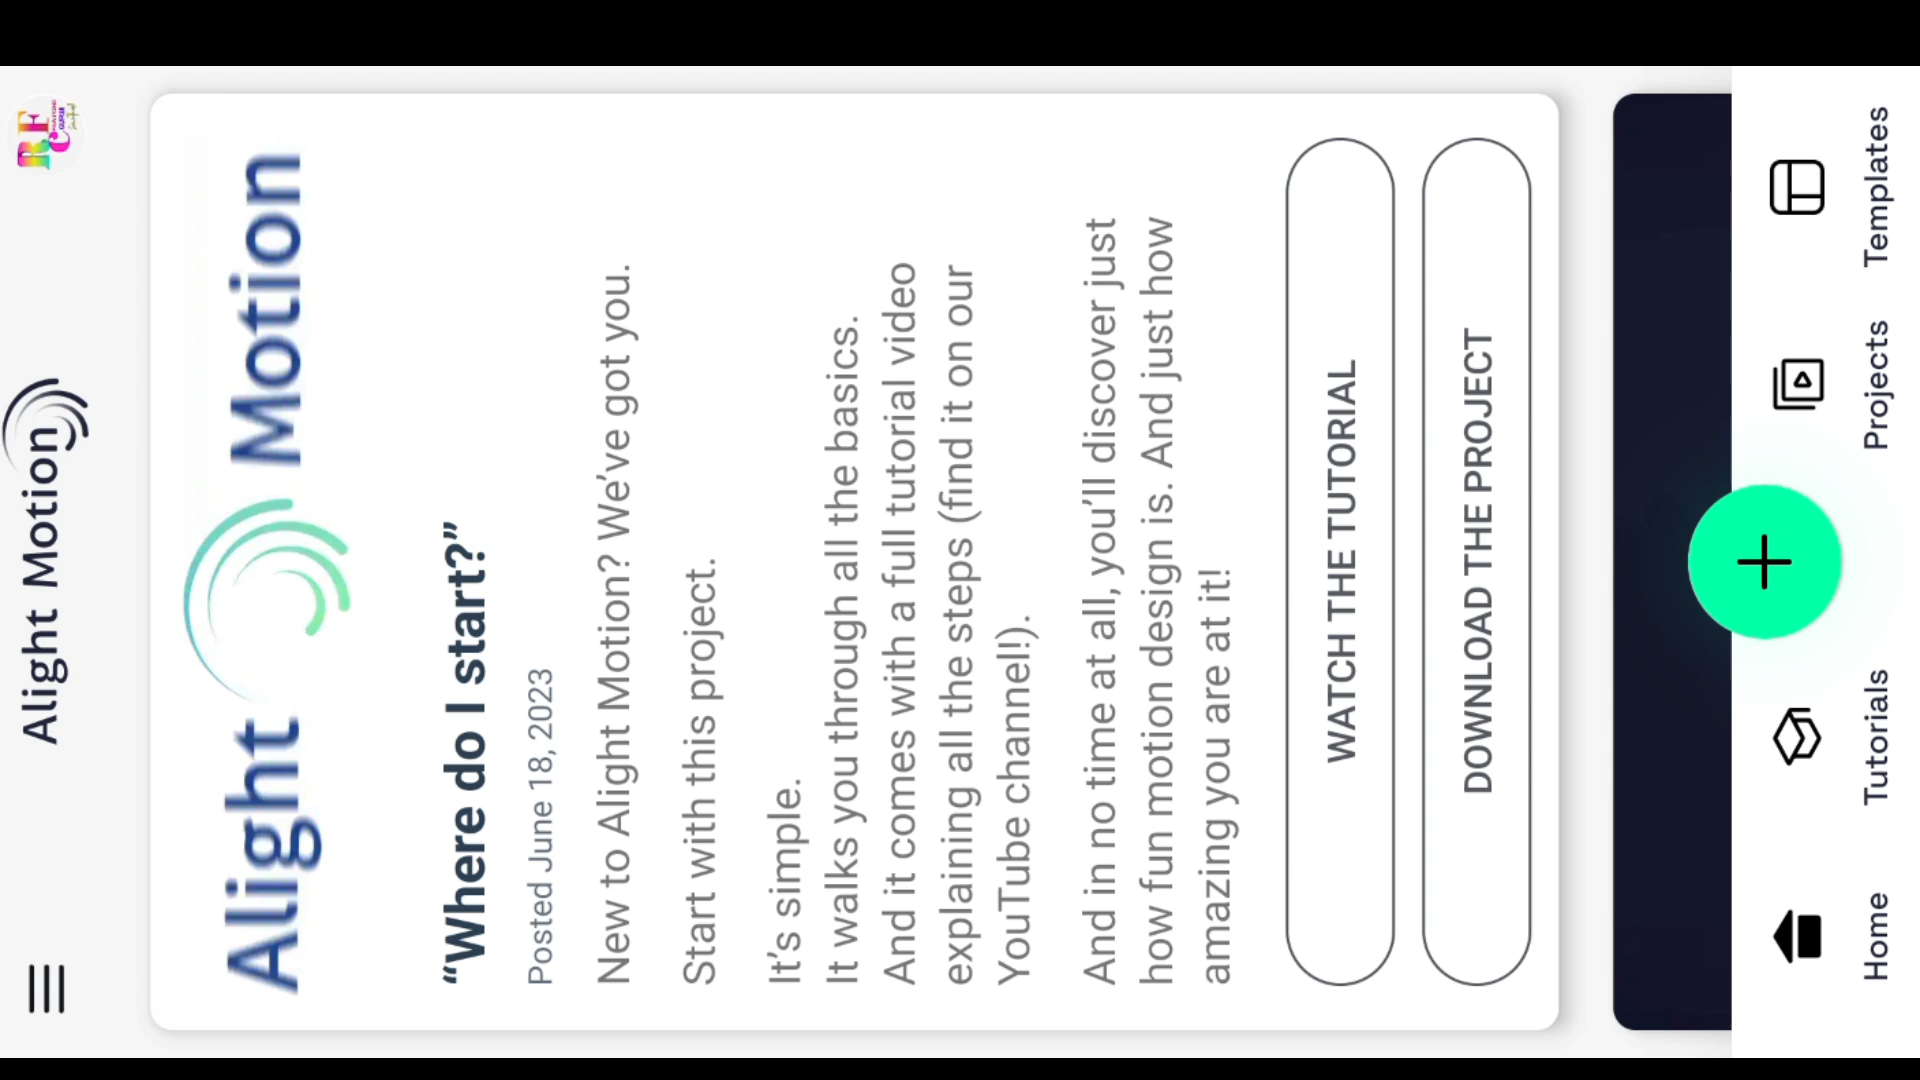 Alight Motion
Alight Motion
“Where do I start?”
Posted June 18, 2023
New to Alight Motion? We’ve got you.
Start with this project.
It’s simple.
It walks you through all the basics.
And it comes with a full tutorial video
explaining all the steps (find it on our
YouTube channel!).
And in no time at all, you’ll discover just
how fun motion design is. And just how
amazing you are at it!
WATCH THE TUTORIAL
DOWNLOAD THE PROJECT
Home
Tutorials
Projects
Templates